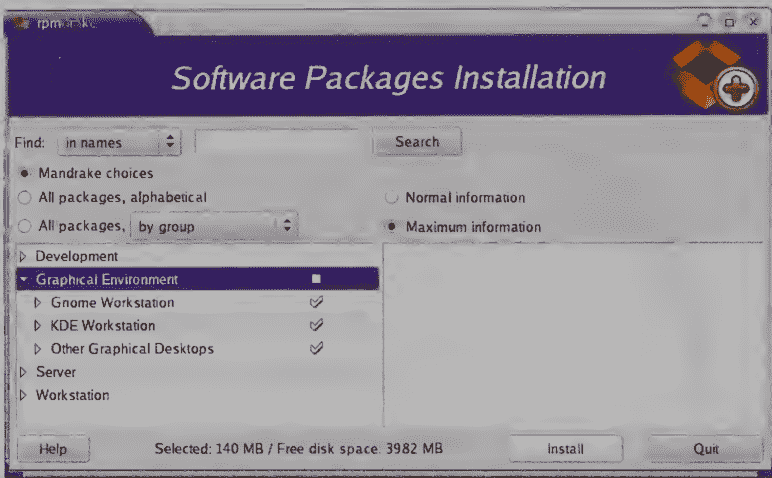 rpmdrake
Software Packages Installation
Find: in names Search
Mandrake choices
All packages, alphabetical Normal information
All packages, by group Maximum information
Development
Graphical Environment
Gnome Workstation
KDE Workstation
Other Graphical Desktops
Server
Workstation
Help Selected: 140 MB / Free disk space: 3982 MB Install Quit